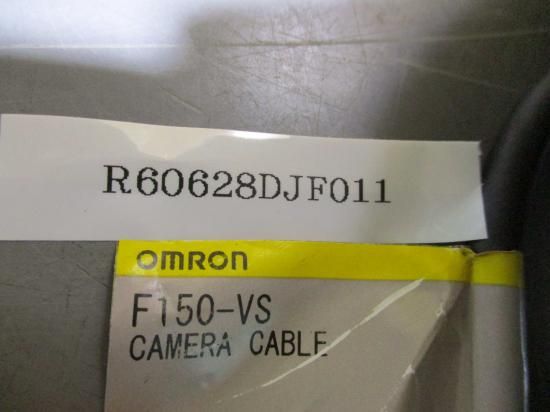 R60628DJF011
OMRON
F150-VS
CAMERA CABLE